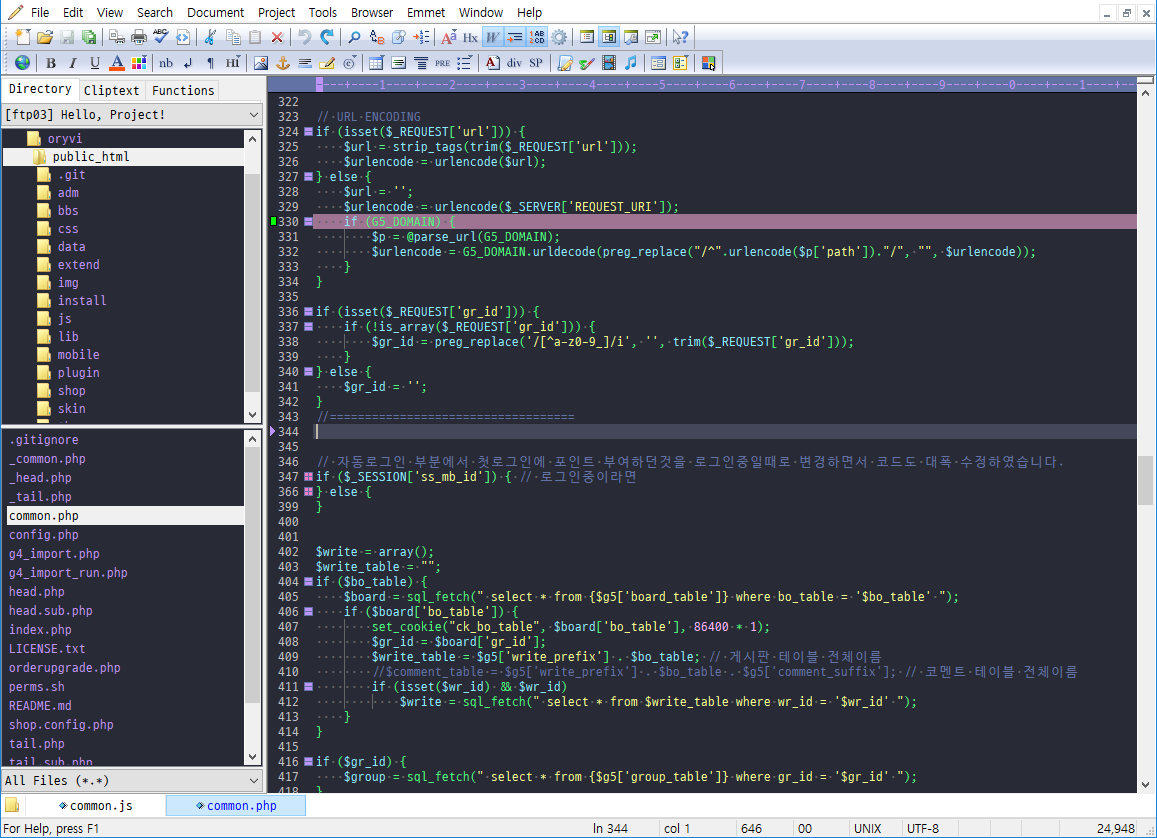 File Edit View Search Document Project Tools Browser Emmet Window Help
Hx W
B I U A nb ¶ HI PRE A div SP
Directory Cliptext Functions
[ftp03] Hello, Project!
oryvi
public_html
.git
adm
bbs
css
data
extend
img
install
js
lib
mobile
plugin
shop
skin
.gitignore
_common.php
_head.php
_tail.php
common.php
config.php
g4_import.php
g4_import_run.php
head.php
head.sub.php
index.php
LICENSE.txt
orderupgrade.php
perms.sh
README.md
shop.config.php
tail.php
tail.sub.php
All Files (*.*)
----+----1----+----2----+----3----+----4----+----5----+----6----+----7----+----8----+----9----+----0----+----1----+--
322
323 // URL ENCODING
324 if (isset($_REQUEST['url'])) {
325 $url = strip_tags(trim($_REQUEST['url']));
326 $urlencode = urlencode($url);
327 } else {
328 $url = '';
329 $urlencode = urlencode($_SERVER['REQUEST_URI']);
330 if (G5_DOMAIN) {
331 $p = @parse_url(G5_DOMAIN);
332 $urlencode = G5_DOMAIN.urldecode(preg_replace("/^".urlencode($p['path'])."/", "", $urlencode));
333 }
334 }
335
336 if (isset($_REQUEST['gr_id'])) {
337 if (!is_array($_REQUEST['gr_id'])) {
338 $gr_id = preg_replace('/[^a-z0-9_]/i', '', trim($_REQUEST['gr_id']));
339 }
340 } else {
341 $gr_id = '';
342 }
343 //===================================
344
345
346 // 자동로그인 부분에서 첫로그인에 포인트 부여하던것을 로그인중일때로 변경하면서 코드도 대폭 수정하였습니다.
347 if ($_SESSION['ss_mb_id']) { // 로그인중이라면
366 } else {
399 }
400
401
402 $write = array();
403 $write_table = "";
404 if ($bo_table) {
405 $board = sql_fetch(" select * from {$g5['board_table']} where bo_table = '$bo_table' ");
406 if ($board['bo_table']) {
407 set_cookie("ck_bo_table", $board['bo_table'], 86400 * 1);
408 $gr_id = $board['gr_id'];
409 $write_table = $g5['write_prefix'] . $bo_table; // 게시판 테이블 전체이름
410 //$comment_table = $g5['write_prefix'] . $bo_table . $g5['comment_suffix']; // 코멘트 테이블 전체이름
411 if (isset($wr_id) && $wr_id)
412 $write = sql_fetch(" select * from $write_table where wr_id = '$wr_id' ");
413 }
414 }
415
416 if ($gr_id) {
417 $group = sql_fetch(" select * from {$g5['group_table']} where gr_id = '$gr_id' ");
418 }
common.js common.php
For Help, press F1 ln 344 col 1 646 00 UNIX UTF-8 24,948